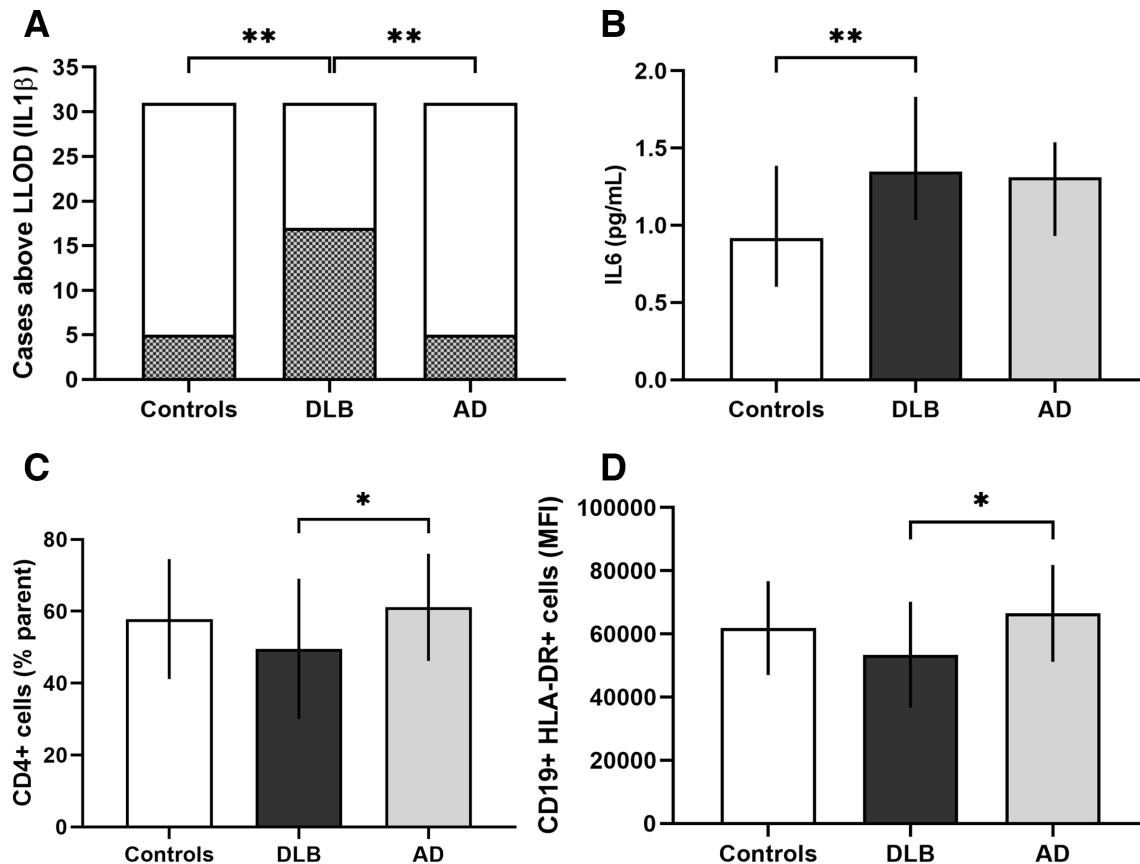 A
** **
Cases above LLOD (IL1β)
35
30
25
20
15
10
5
0
Controls DLB AD
B
**
IL6 (pg/mL)
2.0
1.5
1.0
0.5
0.0
Controls DLB AD
C
*
CD4+ cells (% parent)
80
60
40
20
0
Controls DLB AD
D
*
CD19+ HLA-DR+ cells (MFI)
100000
80000
60000
40000
20000
0
Controls DLB AD